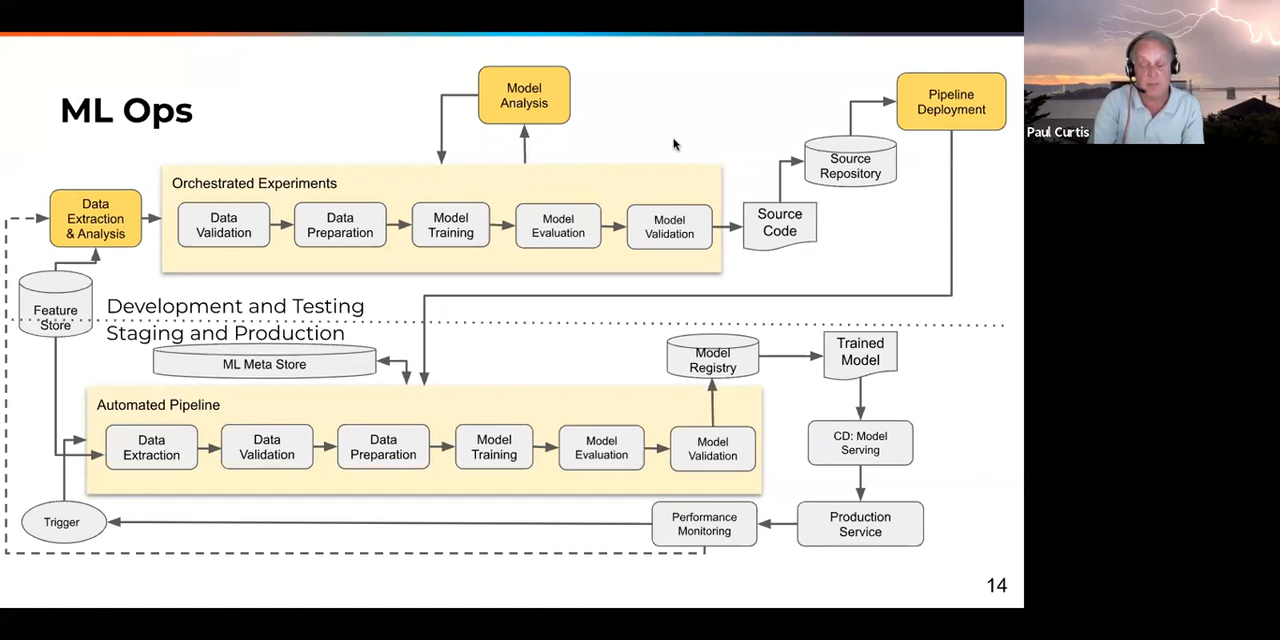 ML Ops
Model
Analysis
Pipeline
Deployment
Source
Repository
Paul Curtis
Orchestrated Experiments
Data
Extraction
& Analysis
Data
Validation
Data
Preparation
Model
Training
Model
Evaluation
Model
Validation
Source
Code
Feature
Store
Development and Testing
Staging and Production
ML Meta Store
Model
Registry
Trained
Model
Automated Pipeline
Data
Extraction
Data
Validation
Data
Preparation
Model
Training
Model
Evaluation
Model
Validation
CD: Model
Serving
Trigger
Performance
Monitoring
Production
Service
14